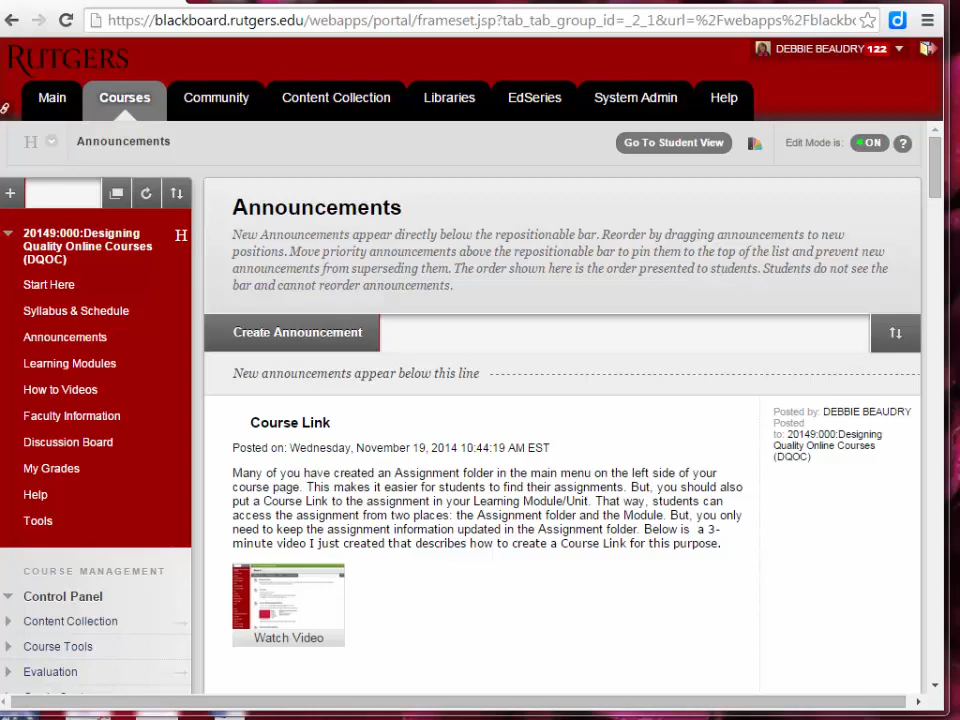 https://blackboard.rutgers.edu/webapps/portal/frameset.jsp?tab_tab_group_id=_2_1&url=%2Fwebapps%2Fblackbo
RUTGERS
DEBBIE BEAUDRY 122
Main
Courses
Community
Content Collection
Libraries
EdSeries
System Admin
Help
H
Announcements
Go To Student View
Edit Mode is:
ON
?
20149:000:Designing
Quality Online Courses
(DQOC)
H
Start Here
Syllabus & Schedule
Announcements
Learning Modules
How to Videos
Faculty Information
Discussion Board
My Grades
Help
Tools
COURSE MANAGEMENT
Control Panel
Content Collection
Course Tools
Evaluation
Announcements
New Announcements appear directly below the repositionable bar. Reorder by dragging announcements to new
positions. Move priority announcements above the repositionable bar to pin them to the top of the list and prevent new
announcements from superseding them. The order shown here is the order presented to students. Students do not see the
bar and cannot reorder announcements.
Create Announcement
New announcements appear below this line
Course Link
Posted on: Wednesday, November 19, 2014 10:44:19 AM EST
Many of you have created an Assignment folder in the main menu on the left side of your
course page. This makes it easier for students to find their assignments. But, you should also
put a Course Link to the assignment in your Learning Module/Unit. That way, students can
access the assignment from two places: the Assignment folder and the Module. But, you only
need to keep the assignment information updated in the Assignment folder. Below is a 3-
minute video I just created that describes how to create a Course Link for this purpose.
Watch Video
Posted by: DEBBIE BEAUDRY
Posted
to: 20149:000:Designing
Quality Online Courses
(DQOC)